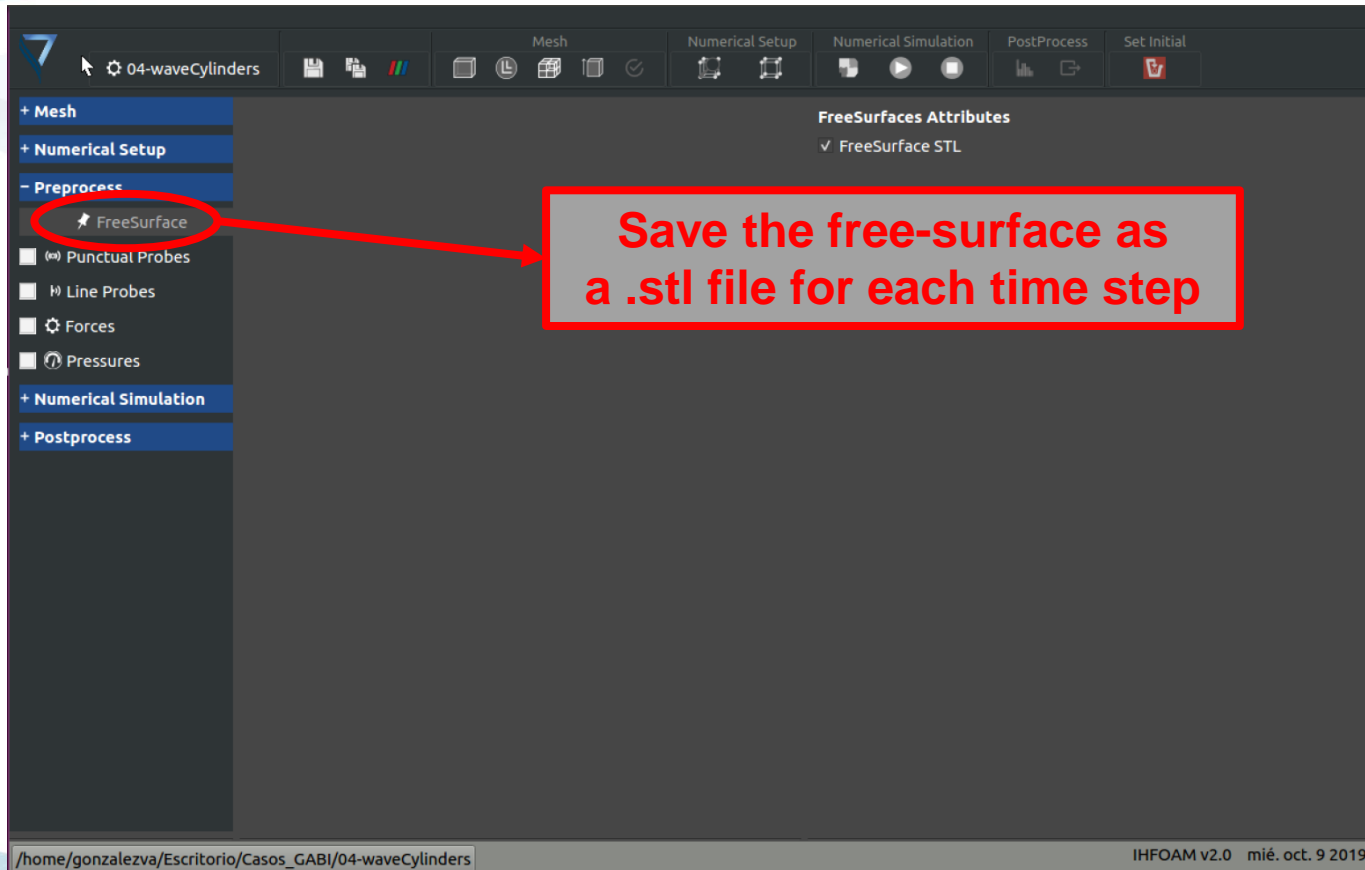 Mesh
Numerical Setup
Numerical Simulation
PostProcess
Set Initial
04-waveCylinders
+ Mesh
+ Numerical Setup
− Preprocess
FreeSurface
Punctual Probes
Line Probes
Forces
Pressures
+ Numerical Simulation
+ Postprocess
FreeSurfaces Attributes
✓ FreeSurface STL
Save the free-surface as
a .stl file for each time step
/home/gonzalezva/Escritorio/Casos_GABI/04-waveCylinders
IHFOAM v2.0 mié. oct. 9 2019